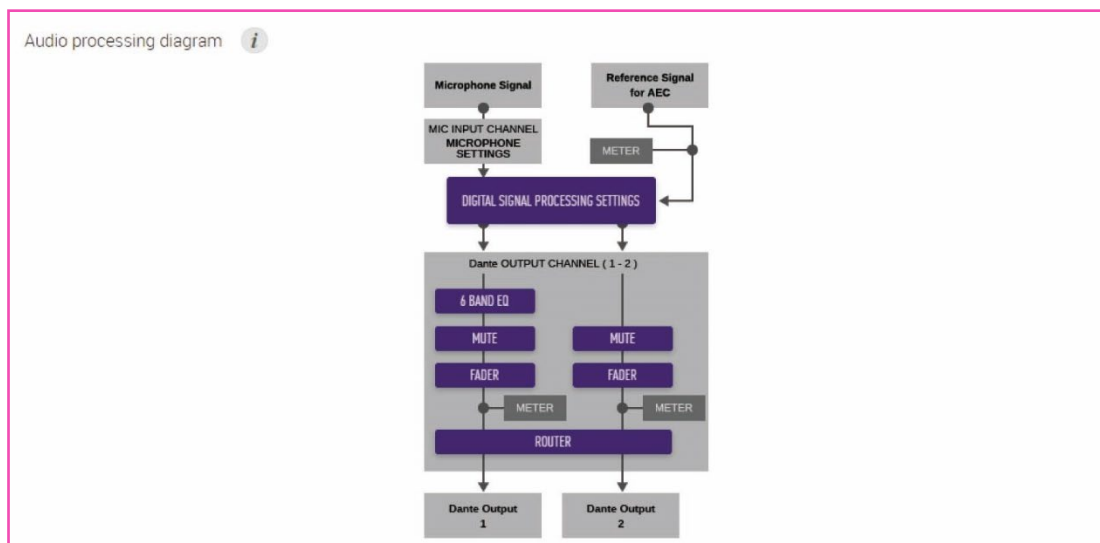 Audio processing diagram i
Microphone Signal
Reference Signal
for AEC
MIC INPUT CHANNEL
MICROPHONE
SETTINGS
METER
DIGITAL SIGNAL PROCESSING SETTINGS
Dante OUTPUT CHANNEL ( 1 - 2 )
6 BAND EQ
MUTE
MUTE
FADER
FADER
METER
METER
ROUTER
Dante Output
1
Dante Output
2